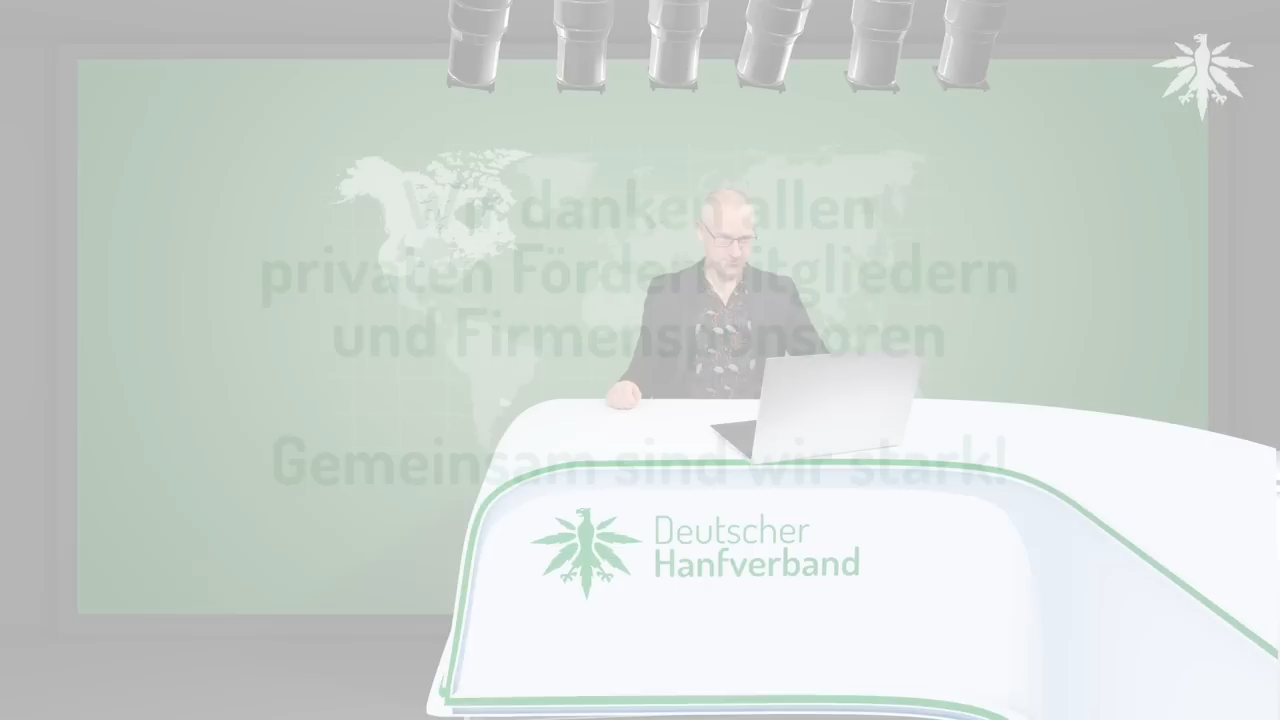 Wir danken allen
privaten Fördermitgliedern
und Firmensponsoren
Gemeinsam sind wir stark!
Deutscher
Hanfverband